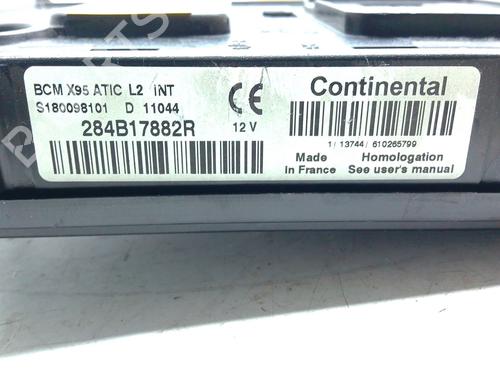 BCM X95 ATIC L2 INT
S180098101 D 11044
284B17882R
12 V
Continental
1/ 13744/ 610265799
Made in France
Homologation
See user's manual